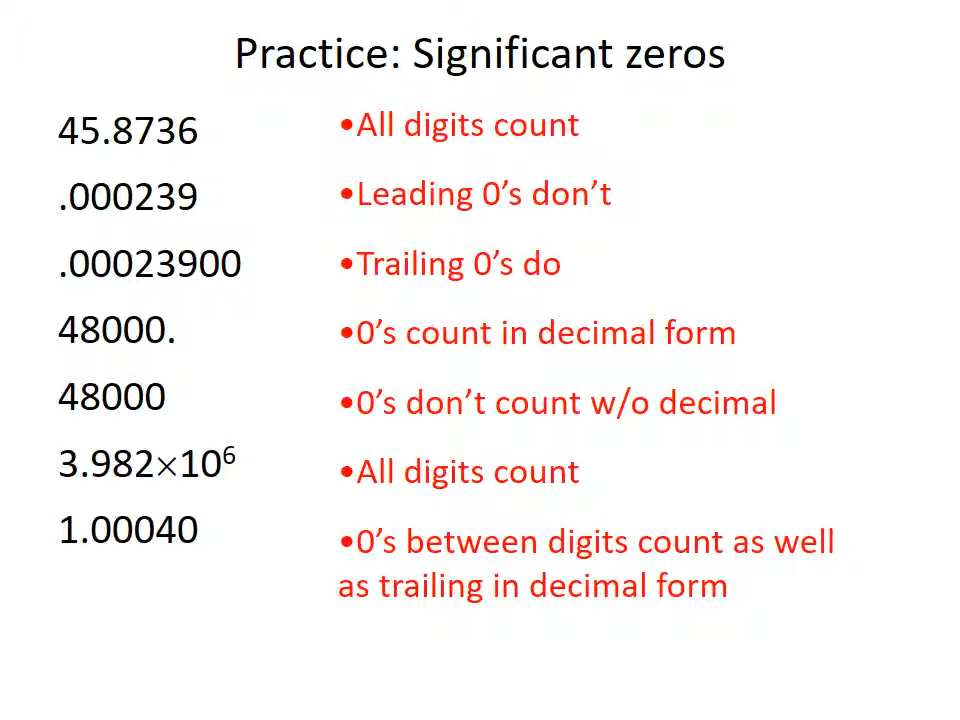 Practice: Significant zeros
45.8736
•All digits count
.000239
•Leading 0’s don’t
.00023900
•Trailing 0’s do
48000.
•0’s count in decimal form
48000
•0’s don’t count w/o decimal
3.982×10⁶
•All digits count
1.00040
•0’s between digits count as well
as trailing in decimal form